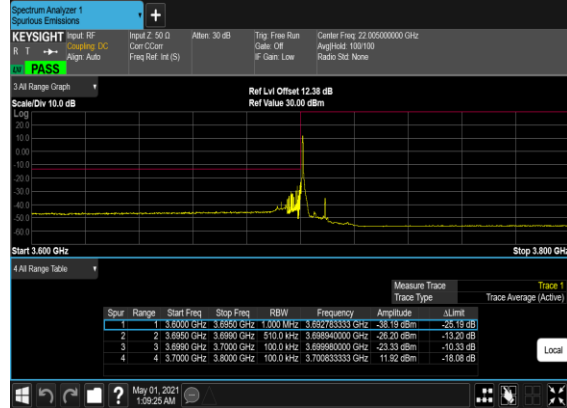 Spectrum Analyzer 1
Spurious Emissions
+
KEYSIGHT Input: RF Input Z: 50 Ω Atten: 30 dB Trig: Free Run Center Freq: 22.005000000 GHz
R T Coupling: DC Corr CCorr Gate: Off Avg|Hold: 100/100
Align: Auto Freq Ref: Int (S) IF Gain: Low Radio Std: None
PASS
3 All Range Graph
Ref Lvl Offset 12.38 dB
Scale/Div 10.0 dB Ref Value 30.00 dBm
Log
20.0
10.0
0.00
-10.0
-20.0
-30.0
-40.0
-50.0
-60.0
Start 3.600 GHz Stop 3.800 GHz
4 All Range Table
Measure Trace Trace 1
Trace Type Trace Average (Active)
Spur Range Start Freq Stop Freq RBW Frequency Amplitude ΔLimit
1 1 3.6000 GHz 3.6950 GHz 1.000 MHz 3.692783333 GHz -38.19 dBm -25.19 dB
2 2 3.6950 GHz 3.6990 GHz 510.0 kHz 3.698940000 GHz -26.20 dBm -13.20 dB
3 3 3.6990 GHz 3.7000 GHz 100.0 kHz 3.699980000 GHz -23.33 dBm -10.33 dB
4 4 3.7000 GHz 3.8000 GHz 100.0 kHz 3.700833333 GHz 11.92 dBm -18.08 dB
Local
? May 01, 2021
1:09:25 AM